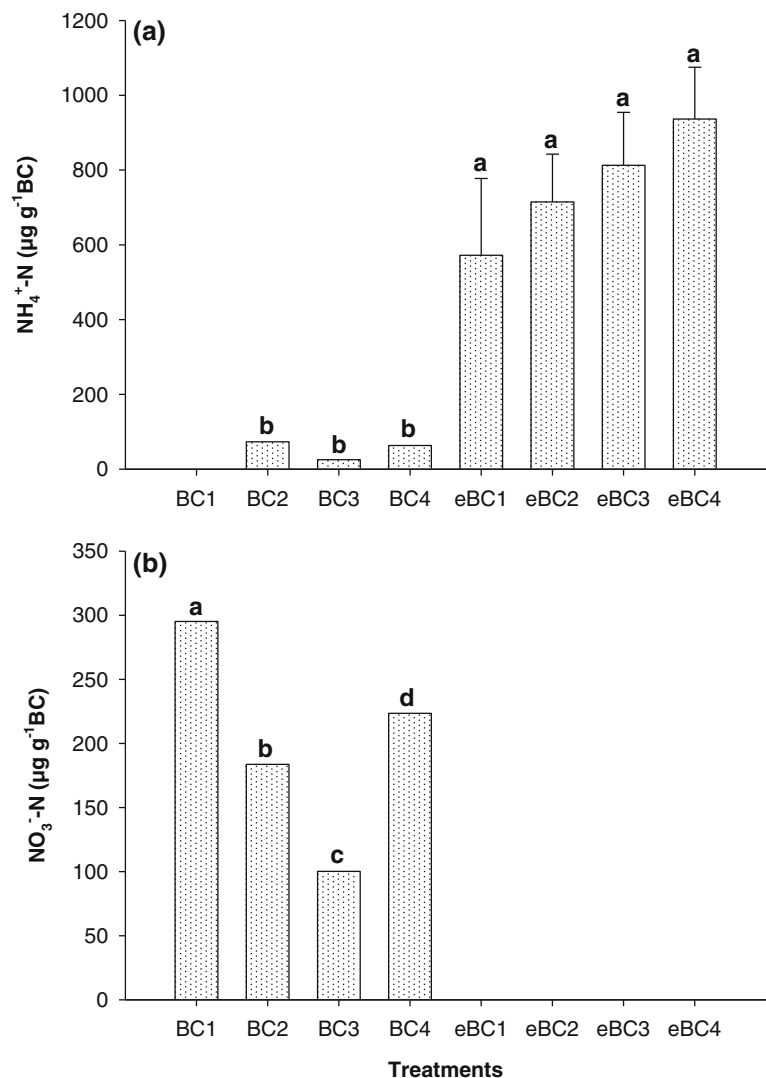 (a)
NH₄⁺-N (µg g⁻¹BC)
1200
1000
800
600
400
200
0
b
b
b
a
a
a
a
BC1 BC2 BC3 BC4 eBC1 eBC2 eBC3 eBC4
(b)
NO₃⁻-N (µg g⁻¹BC)
350
300
250
200
150
100
50
0
a
b
c
d
BC1 BC2 BC3 BC4 eBC1 eBC2 eBC3 eBC4
Treatments